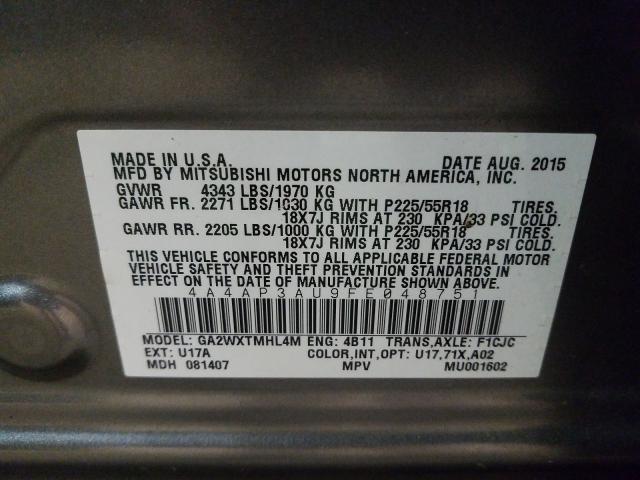 MADE IN U.S.A. DATE AUG. 2015
MFD BY MITSUBISHI MOTORS NORTH AMERICA, INC.
GVWR 4343 LBS/1970 KG
GAWR FR. 2271 LBS/1030 KG WITH P225/55R18 TIRES.
18X7J RIMS AT 230 KPA/33 PSI COLD.
GAWR RR. 2205 LBS/1000 KG WITH P225/55R18 TIRES.
18X7J RIMS AT 230 KPA/33 PSI COLD.
THIS VEHICLE CONFORMS TO ALL APPLICABLE FEDERAL MOTOR
VEHICLE SAFETY AND THEFT PREVENTION STANDARDS IN
EFFECT ON THE DATE OF MANUFACTURE SHOWN ABOVE.
4A4AP3AU9FE048751
MODEL: GA2WXTMHL4M ENG: 4B11 TRANS,AXLE: F1CJC
EXT: U17A COLOR,INT,OPT: U17,71X,A02
MDH 081407 MPV MU001602